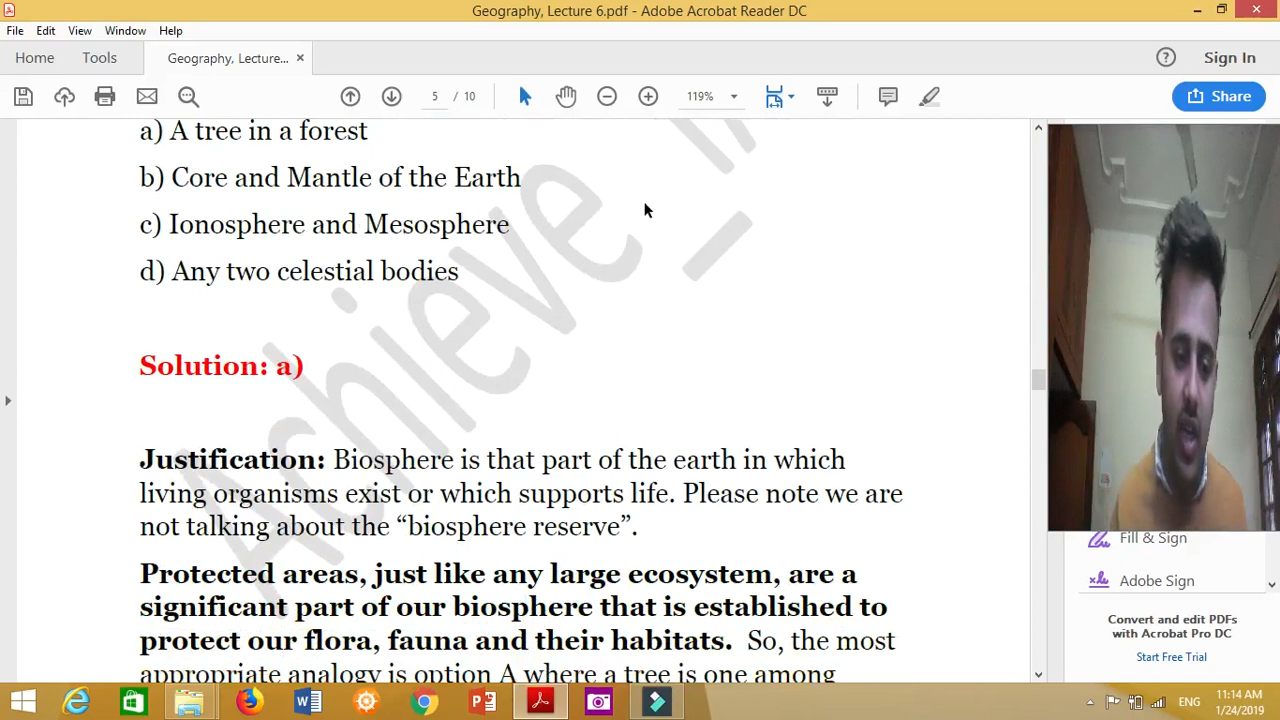 Geography, Lecture 6.pdf - Adobe Acrobat Reader DC
File Edit View Window Help
Home Tools Geography, Lecture... × Sign In
5 / 10 119% Share
a) A tree in a forest
b) Core and Mantle of the Earth
c) Ionosphere and Mesosphere
d) Any two celestial bodies
Solution: a)
Justification: Biosphere is that part of the earth in which
living organisms exist or which supports life. Please note we are
not talking about the “biosphere reserve”.
Protected areas, just like any large ecosystem, are a
significant part of our biosphere that is established to
protect our flora, fauna and their habitats. So, the most
appropriate analogy is option A where a tree is one among
Achieve_
Fill & Sign
Adobe Sign
Convert and edit PDFs
with Acrobat Pro DC
Start Free Trial
ENG
11:14 AM
1/24/2019